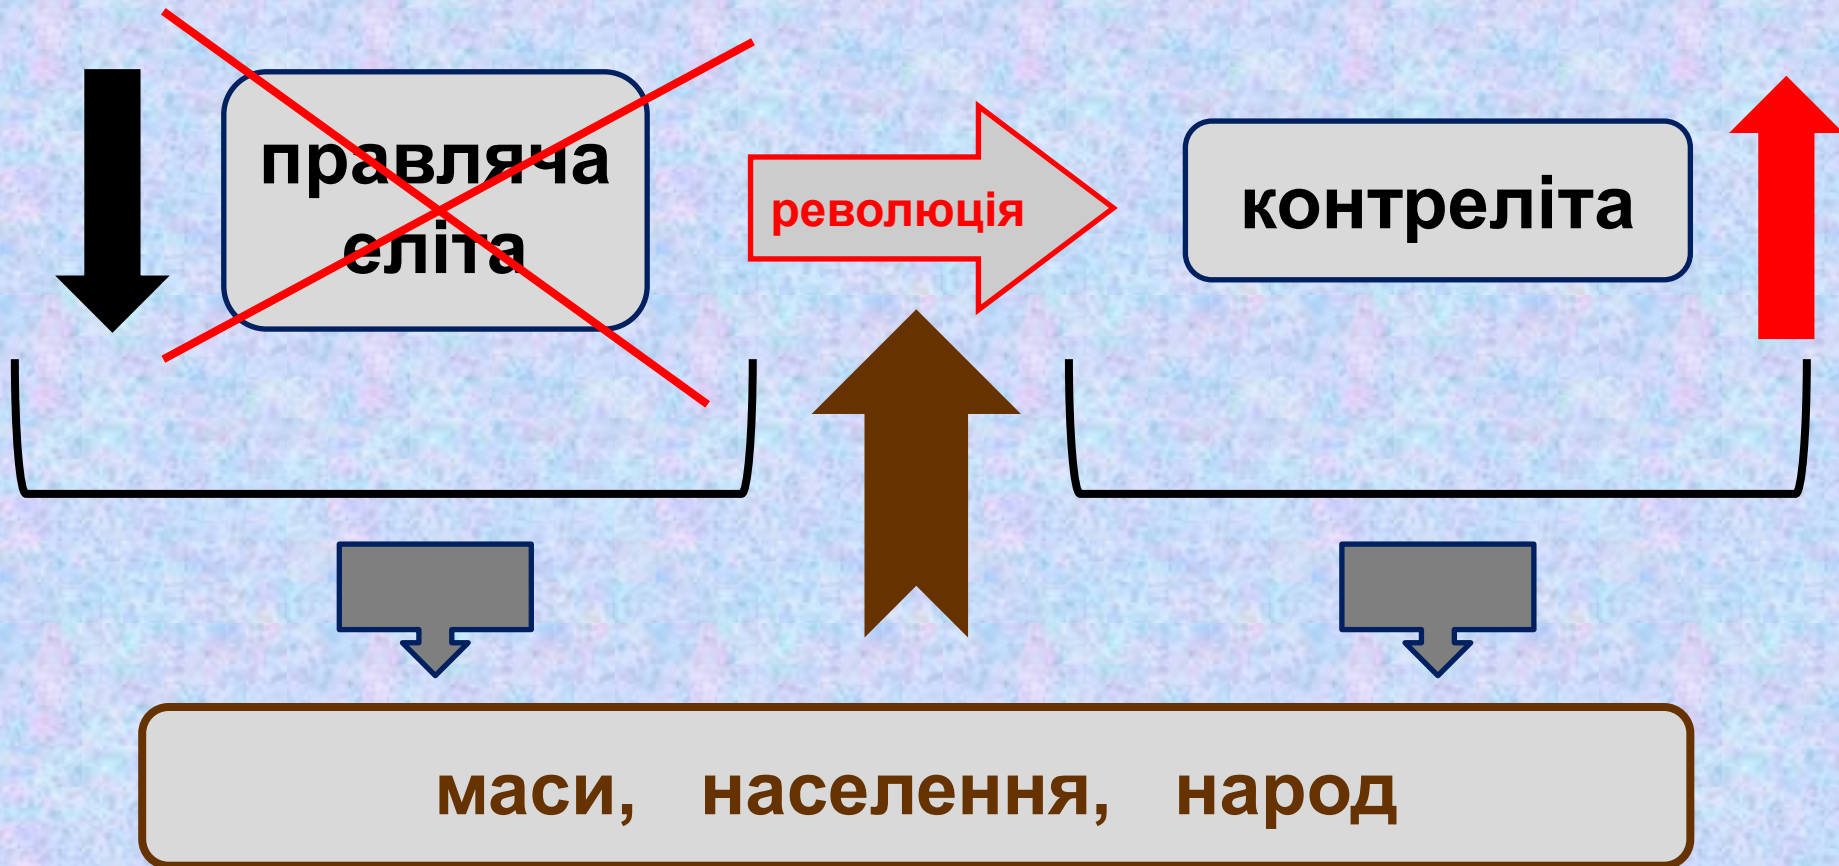 правляча
еліта
революція
контреліта
маси, населення, народ